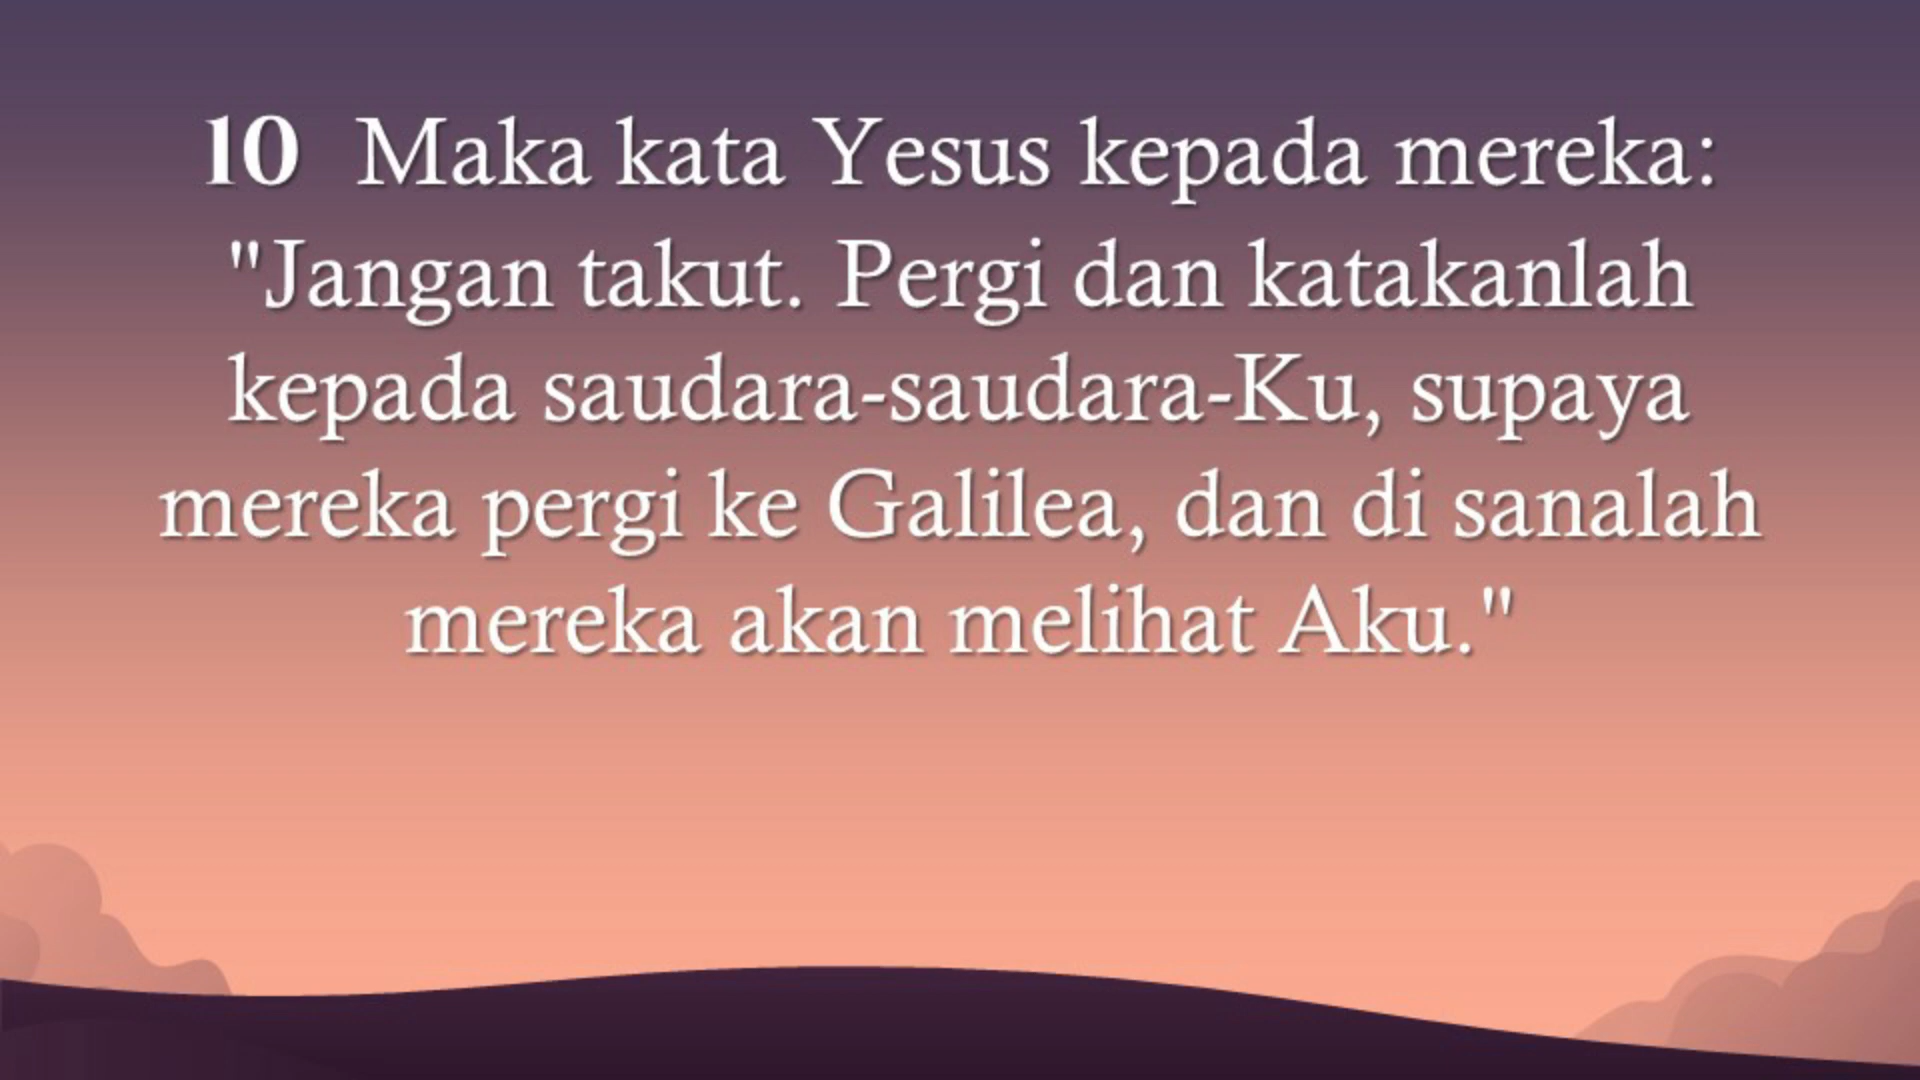 10 Maka kata Yesus kepada mereka:
"Jangan takut. Pergi dan katakanlah
kepada saudara-saudara-Ku, supaya
mereka pergi ke Galilea, dan di sanalah
mereka akan melihat Aku."